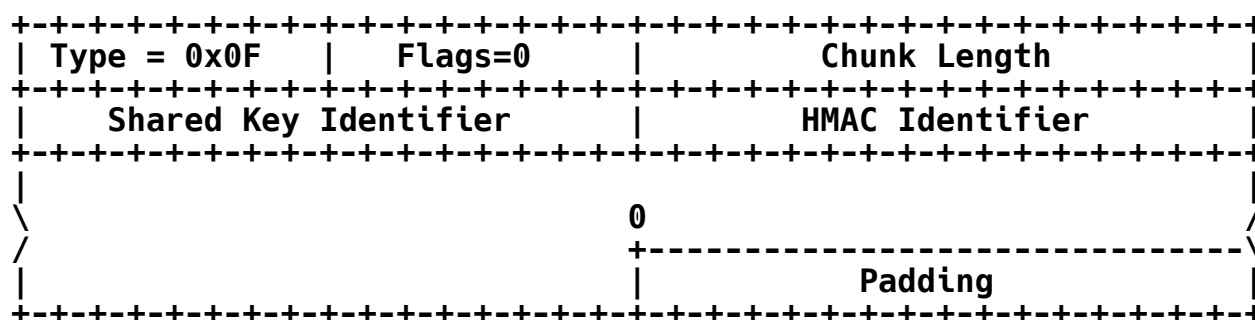 +-+-+-+-+-+-+-+-+-+-+-+-+-+-+-+-+-+-+-+-+-+-+-+-+-+-+-+-+-+-+-+-+
| Type = 0x0F   |   Flags=0     |         Chunk Length          |
+-+-+-+-+-+-+-+-+-+-+-+-+-+-+-+-+-+-+-+-+-+-+-+-+-+-+-+-+-+-+-+-+
|    Shared Key Identifier      |        HMAC Identifier        |
+-+-+-+-+-+-+-+-+-+-+-+-+-+-+-+-+-+-+-+-+-+-+-+-+-+-+-+-+-+-+-+-+
|                                                               |
\                               0                               /
/                               +-------------------------------\
|                               |           Padding             |
+-+-+-+-+-+-+-+-+-+-+-+-+-+-+-+-+-+-+-+-+-+-+-+-+-+-+-+-+-+-+-+-+